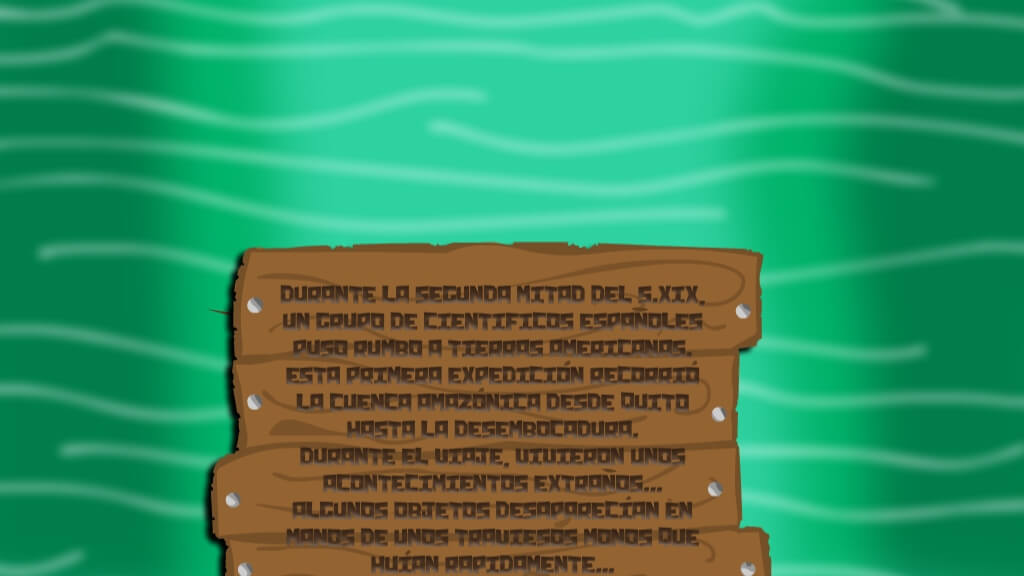 DURANTE LA SEGUNDA MITAD DEL S.XIX,
UN GRUPO DE CIENTIFICOS ESPAÑOLES
PUSO RUMBO A TIERRAS AMERICANAS.
ESTA PRIMERA EXPEDICIÓN RECORRIÓ
LA CUENCA AMAZÓNICA DESDE QUITO
HASTA LA DESEMBOCADURA.
DURANTE EL VIAJE, VIVIERON UNOS
ACONTECIMIENTOS EXTRAÑOS...
ALGUNOS OBJETOS DESAPARECÍAN EN
MANOS DE UNOS TRAVIESOS MONOS QUE
HUÍAN RAPIDAMENTE...